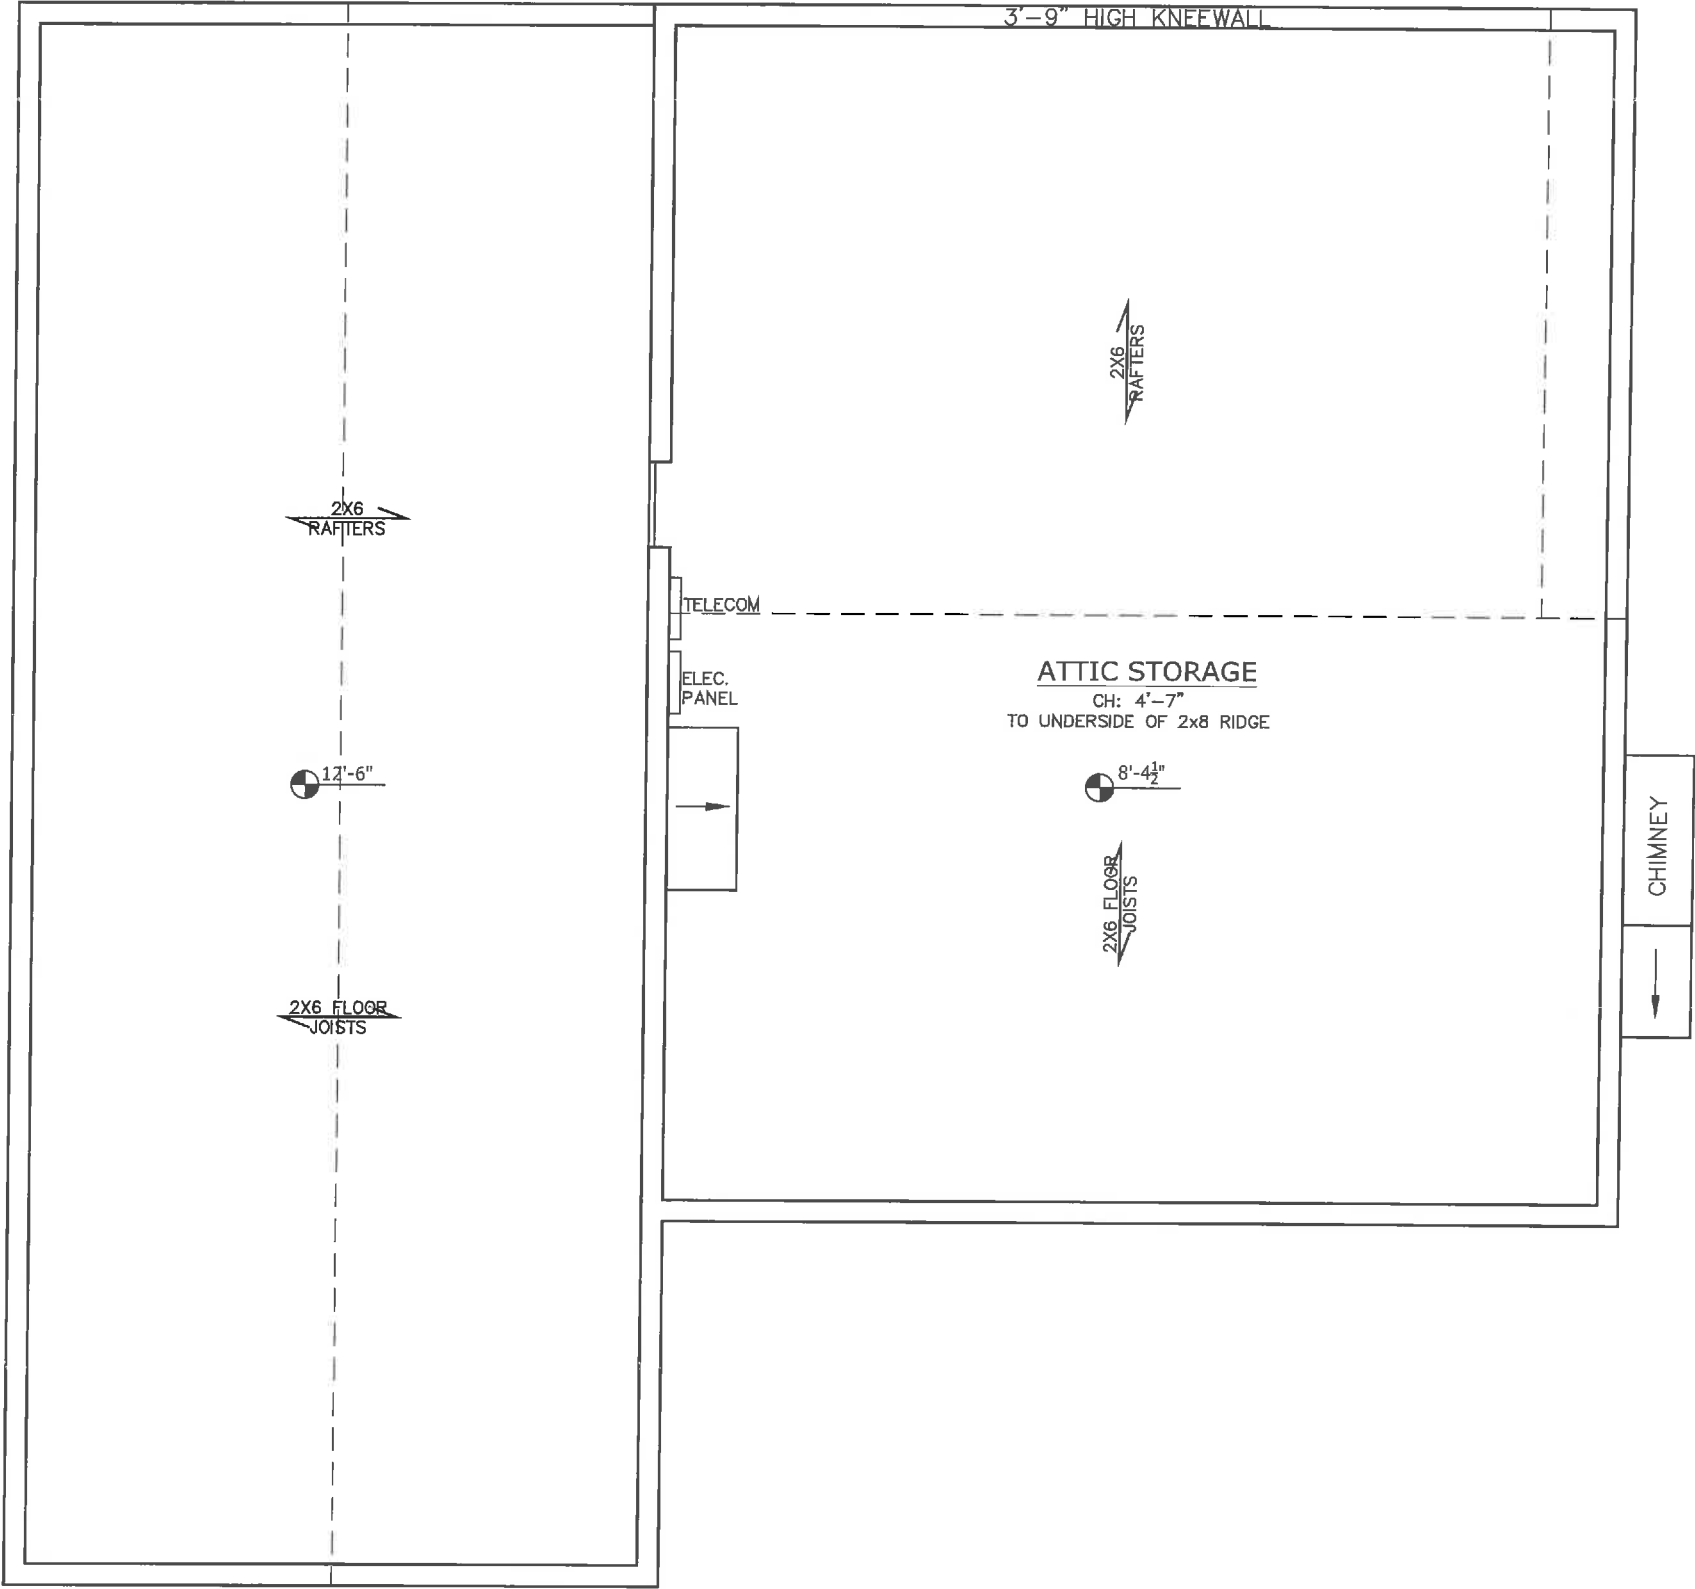 3'-9" HIGH KNEEWALL
2X6
RAFTERS
2X6
RAFTERS
TELECOM
ELEC.
PANEL
ATTIC STORAGE
CH: 4'-7"
TO UNDERSIDE OF 2x8 RIDGE
12'-6"
8'-4½"
CHIMNEY
2X6 FLOOR
JOISTS
2X6 FLOOR
JOISTS